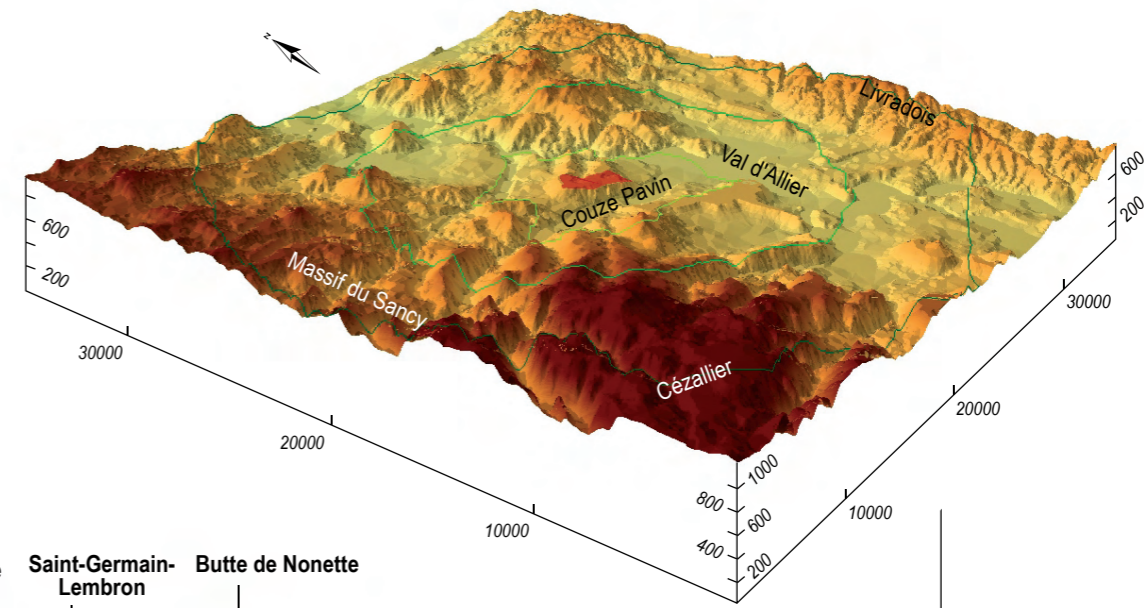 N
Livradois
Val d'Allier
Couze Pavin
Massif du Sancy
Cézallier
600
200
30000
20000
10000
1000
800
600
400
200
10000
20000
30000
600
200
Saint-Germain-
Lembron
Butte de Nonette